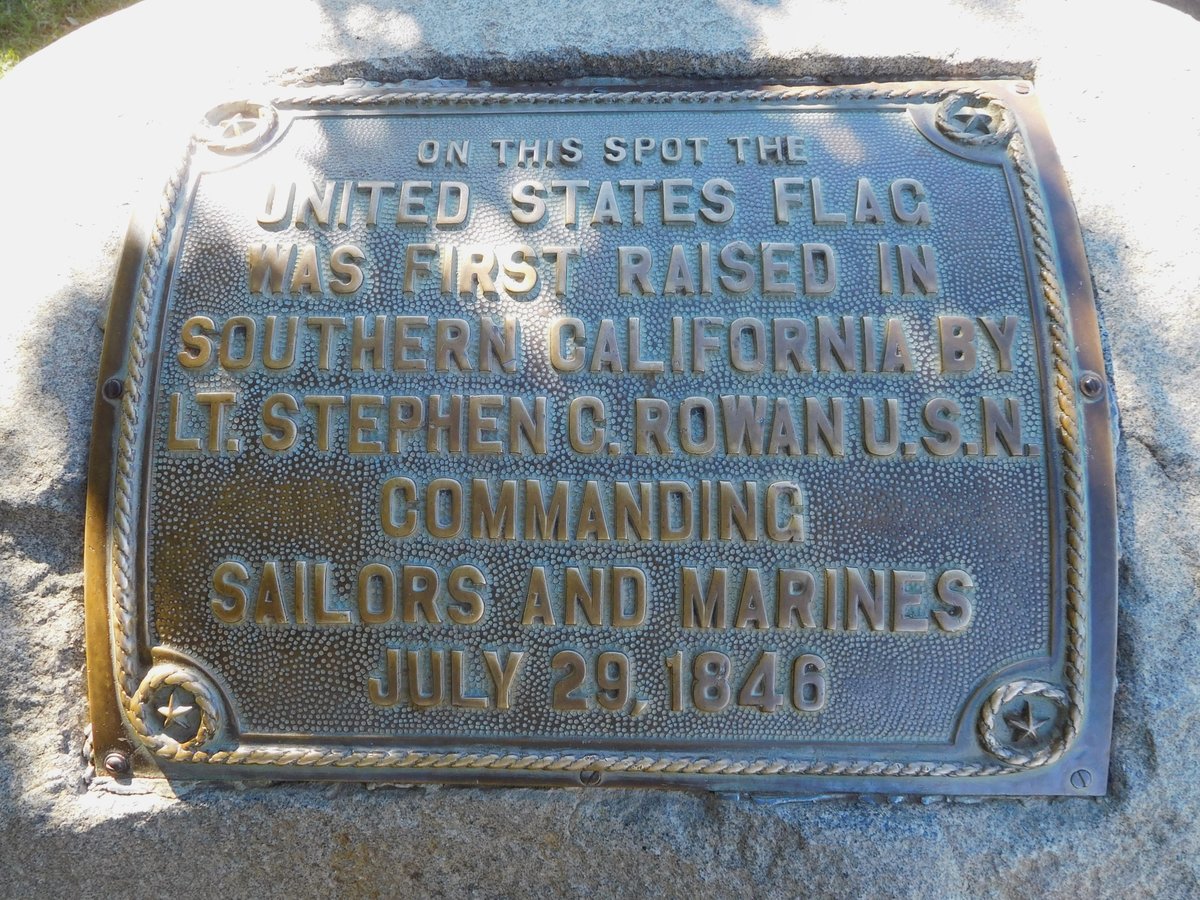 ON THIS SPOT THE
UNITED STATES FLAG
WAS FIRST RAISED IN
SOUTHERN CALIFORNIA BY
LT. STEPHEN C. ROWAN U.S.N.
COMMANDING
SAILORS AND MARINES
JULY 29, 1846